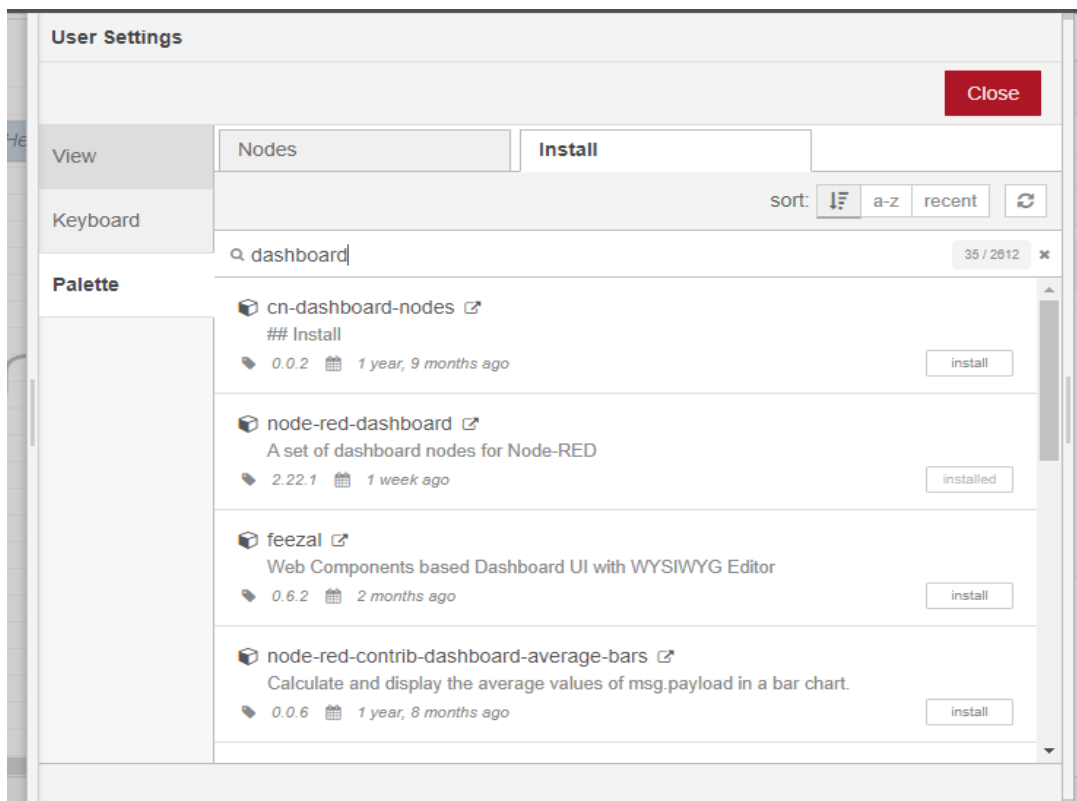 User Settings
Close
He
View
Keyboard
Palette
Nodes
Install
sort: a-z recent
dashboard
35 / 2612
cn-dashboard-nodes
## Install
0.0.2 1 year, 9 months ago
install
node-red-dashboard
A set of dashboard nodes for Node-RED
2.22.1 1 week ago
installed
feezal
Web Components based Dashboard UI with WYSIWYG Editor
0.6.2 2 months ago
install
node-red-contrib-dashboard-average-bars
Calculate and display the average values of msg.payload in a bar chart.
0.0.6 1 year, 8 months ago
install